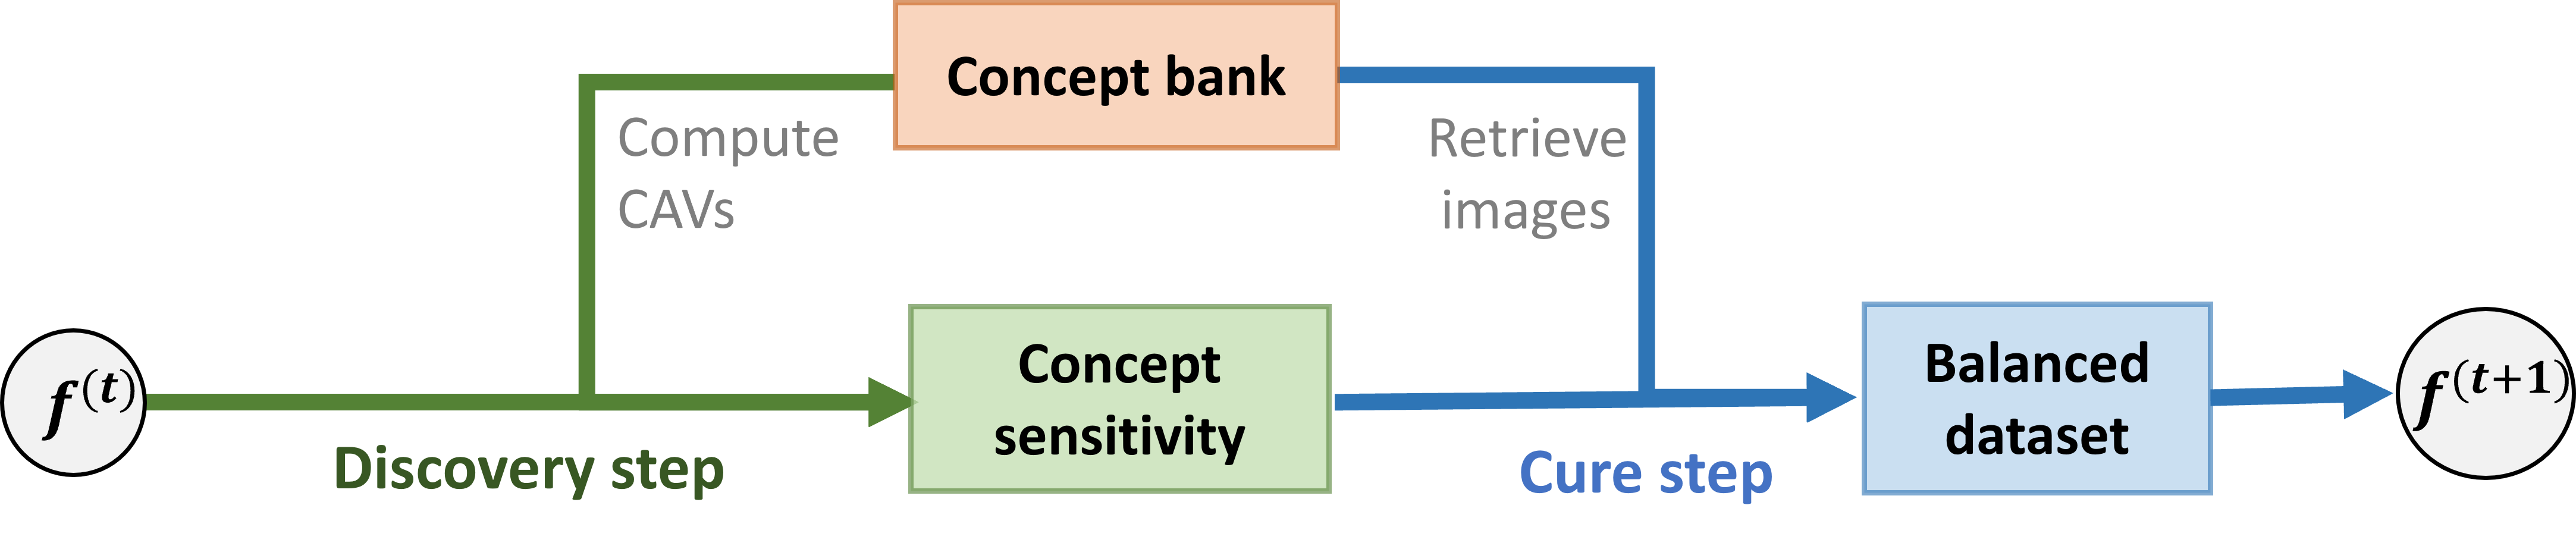 Concept bank
Compute
CAVs
Retrieve
images
f^(t)
Discovery step
Concept
sensitivity
Cure step
Balanced
dataset
f^(t+1)